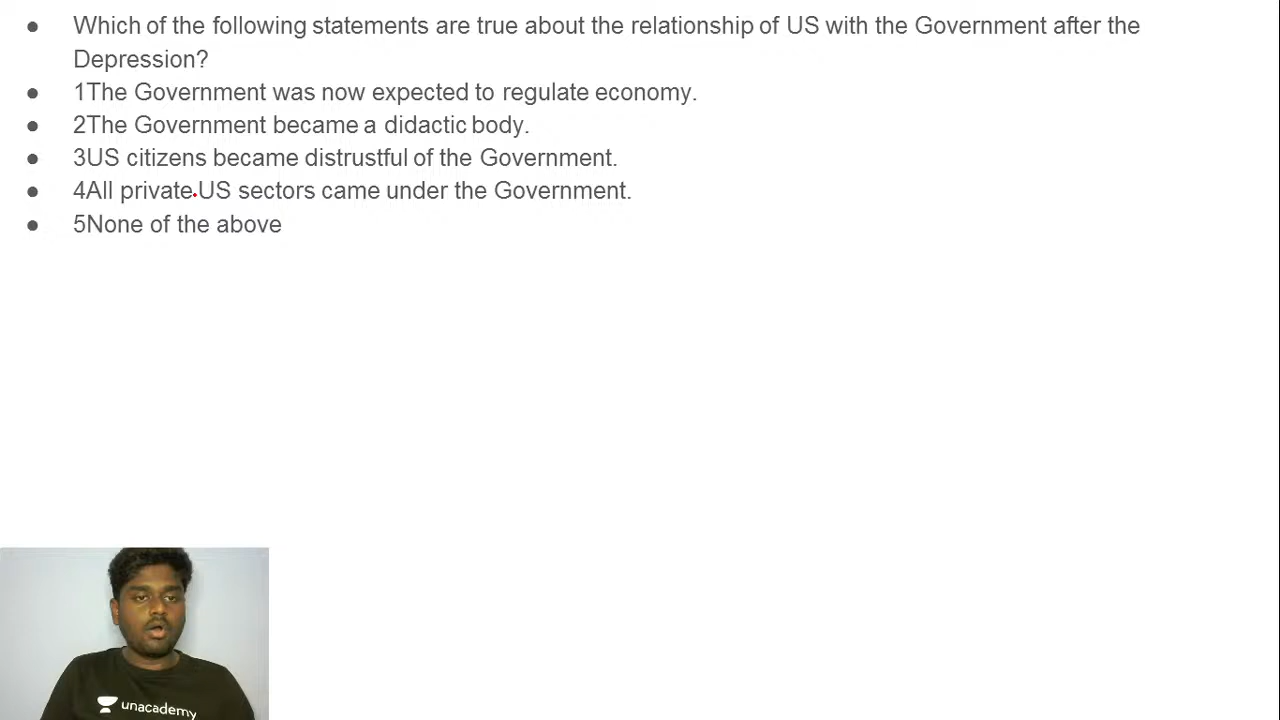 ● Which of the following statements are true about the relationship of US with the Government after the
Depression?
● 1The Government was now expected to regulate economy.
● 2The Government became a didactic body.
● 3US citizens became distrustful of the Government.
● 4All private US sectors came under the Government.
● 5None of the above
unacademy